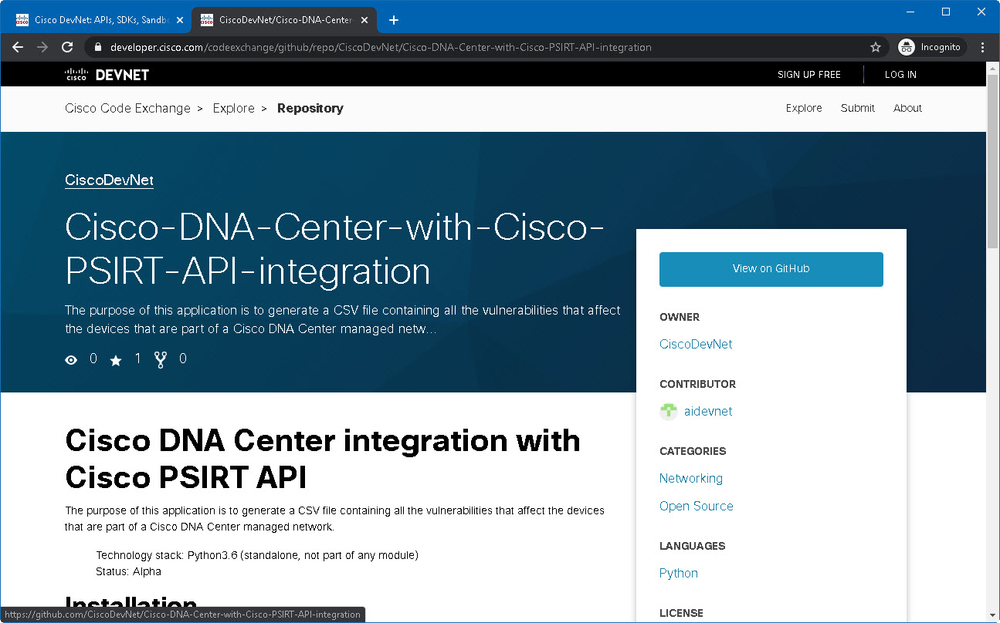 Cisco DevNet: APIs, SDKs, Sandb
CiscoDevNet/Cisco-DNA-Center-
developer.cisco.com/codeexchange/github/repo/CiscoDevNet/Cisco-DNA-Center-with-Cisco-PSIRT-API-integration
Incognito
cisco DEVNET
SIGN UP FREE
LOG IN
Cisco Code Exchange > Explore > Repository
Explore Submit About
CiscoDevNet
Cisco-DNA-Center-with-Cisco-
PSIRT-API-integration
The purpose of this application is to generate a CSV file containing all the vulnerabilities that affect
the devices that are part of a Cisco DNA Center managed netw...
0 1 0
View on GitHub
OWNER
CiscoDevNet
CONTRIBUTOR
aidevnet
CATEGORIES
Networking
Open Source
LANGUAGES
Python
LICENSE
Cisco DNA Center integration with
Cisco PSIRT API
The purpose of this application is to generate a CSV file containing all the vulnerabilities that affect the devices
that are part of a Cisco DNA Center managed network.
Technology stack: Python3.6 (standalone, not part of any module)
Status: Alpha
Installation
https://github.com/CiscoDevNet/Cisco-DNA-Center-with-Cisco-PSIRT-API-integration